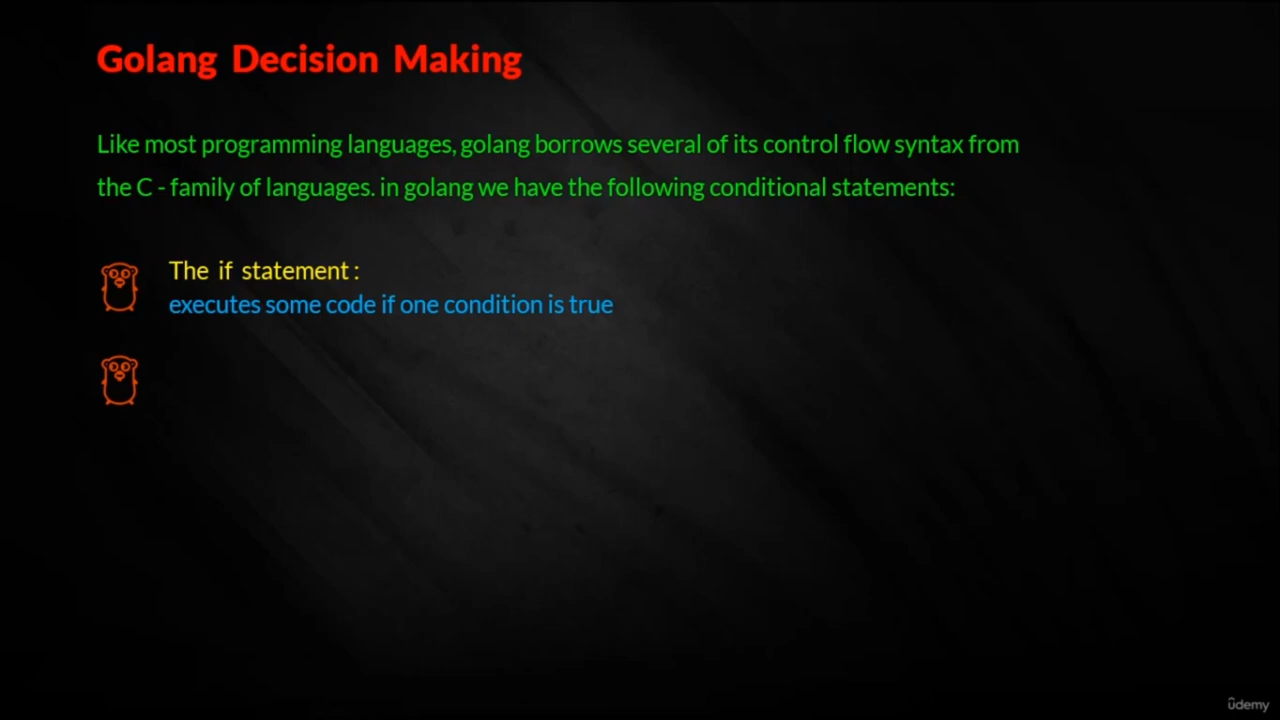 Golang Decision Making
Like most programming languages, golang borrows several of its control flow syntax from
the C - family of languages. in golang we have the following conditional statements:
The if statement :
executes some code if one condition is true
ûdemy